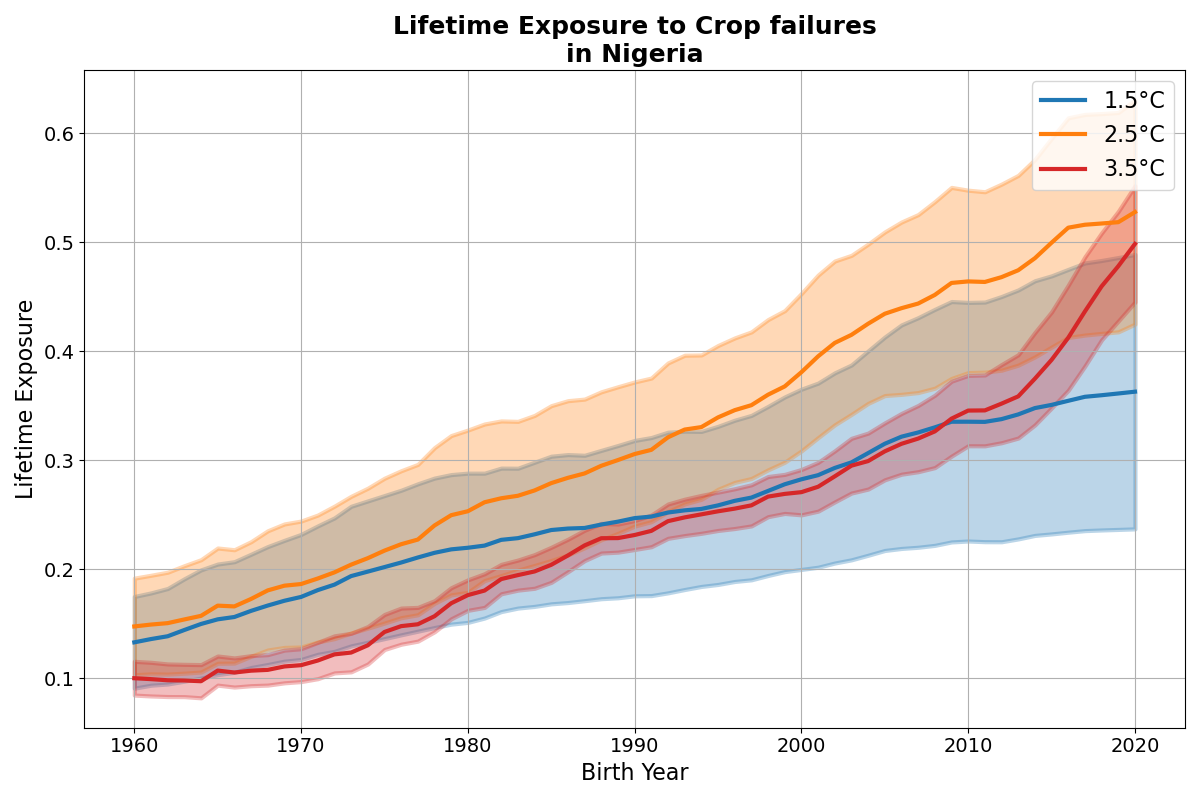 Lifetime Exposure to Crop failures
in Nigeria
1.5°C
2.5°C
3.5°C
Lifetime Exposure
0.6
0.5
0.4
0.3
0.2
0.1
1960 1970 1980 1990 2000 2010 2020
Birth Year